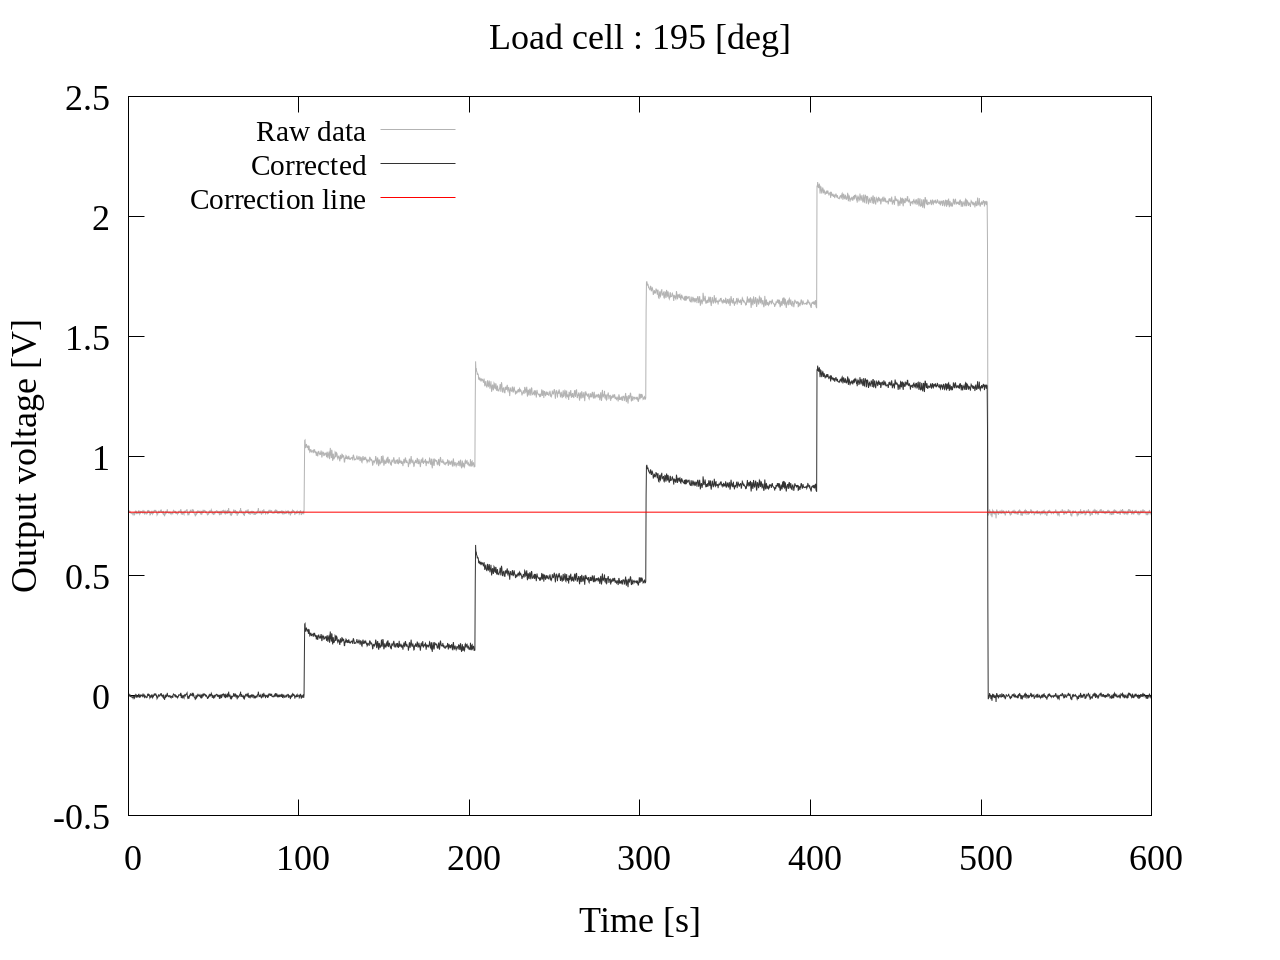 Load cell : 195 [deg]
2.5
2
1.5
1
0.5
0
-0.5
Raw data
Corrected
Correction line
Output voltage [V]
0 100 200 300 400 500 600
Time [s]